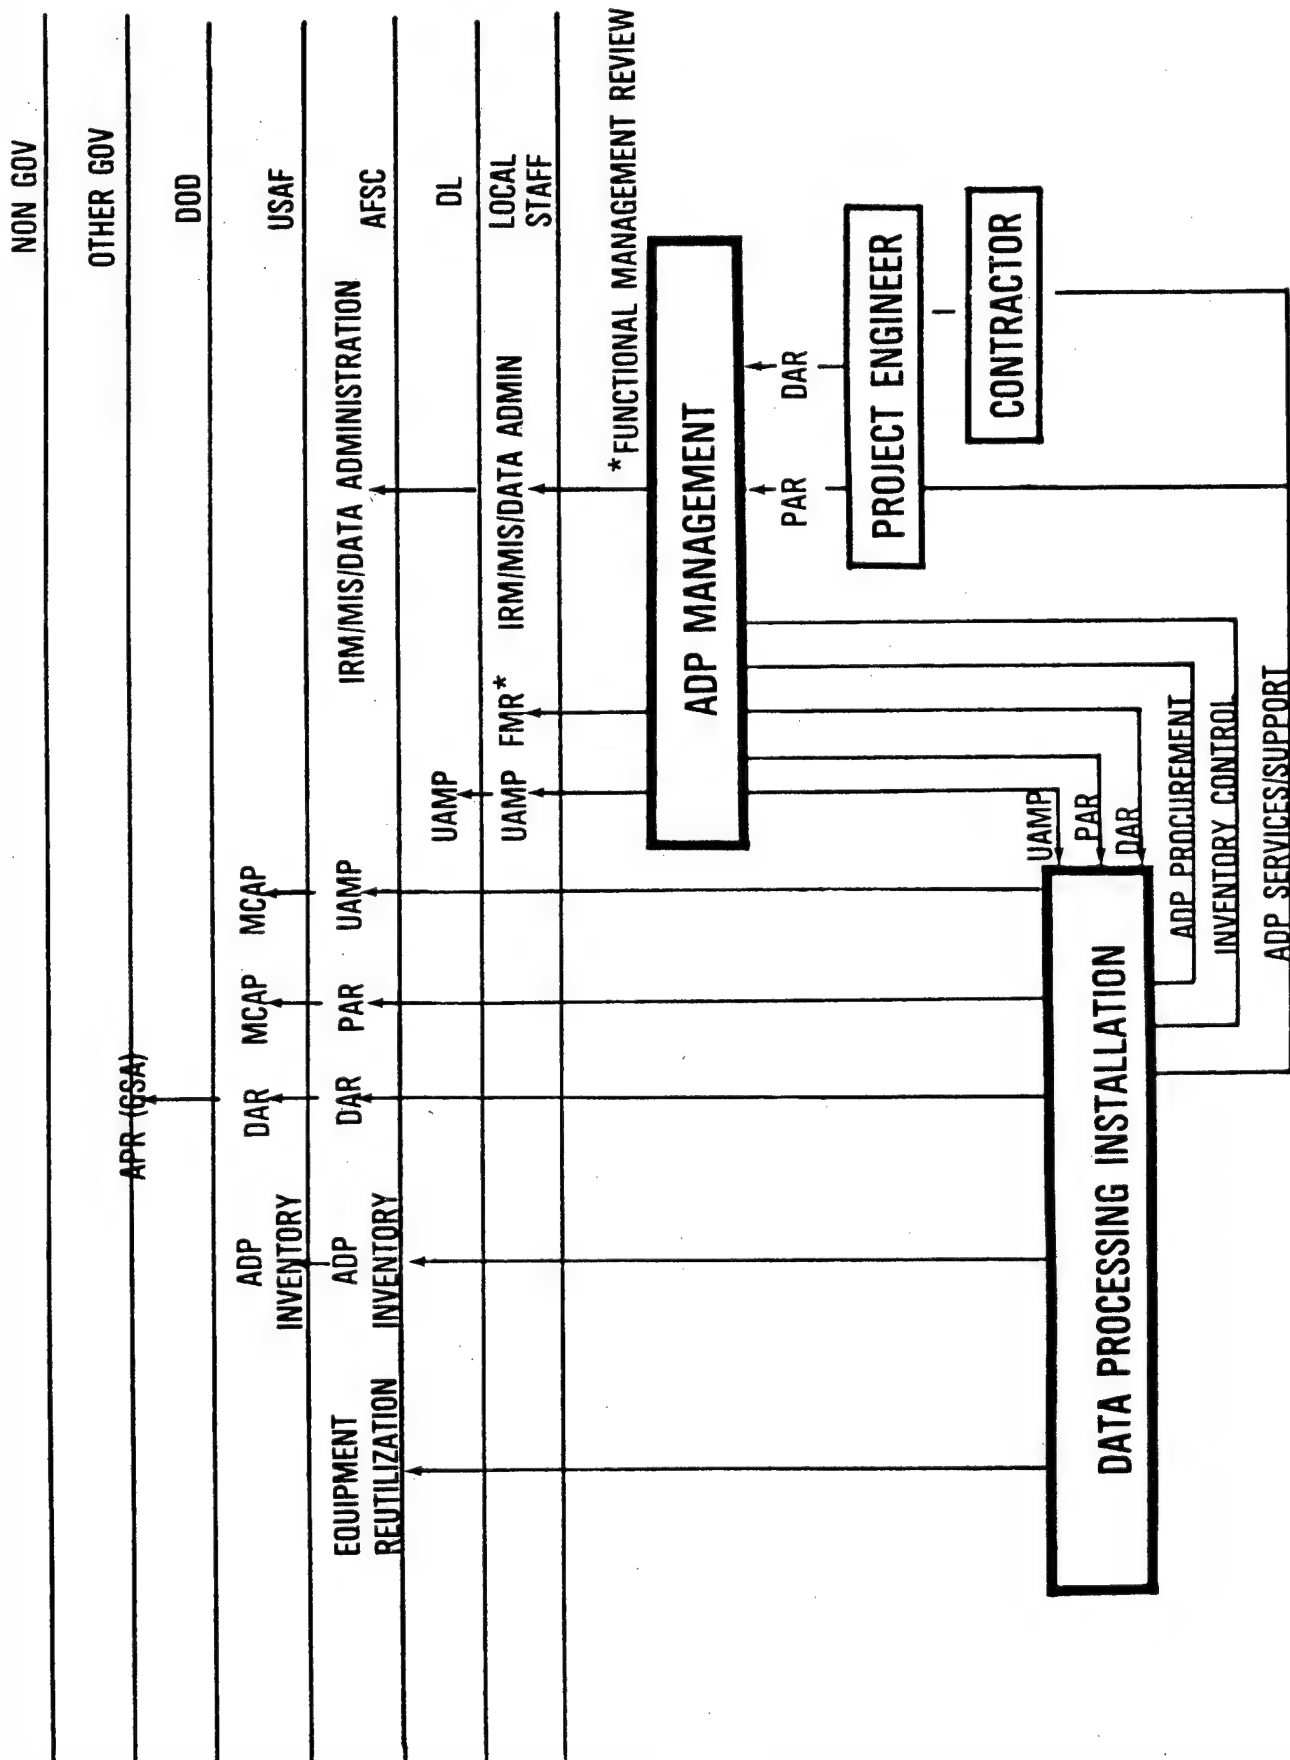 NON GOV
OTHER GOV
DOD
USAF
AFSC
DL
LOCAL
STAFF
APR (GSA)
ADP
INVENTORY
DAR
MCAP
MCAP
EQUIPMENT
REUTILIZATION
ADP
INVENTORY
DAR
PAR
UAMP
IRM/MIS/DATA ADMINISTRATION
UAMP
UAMP
FMR*
IRM/MIS/DATA ADMIN
*FUNCTIONAL MANAGEMENT REVIEW
ADP MANAGEMENT
PAR
DAR
PROJECT ENGINEER
CONTRACTOR
UAMP
PAR
DAR
DATA PROCESSING INSTALLATION
ADP PROCUREMENT
INVENTORY CONTROL
ADP SERVICES/SUPPORT